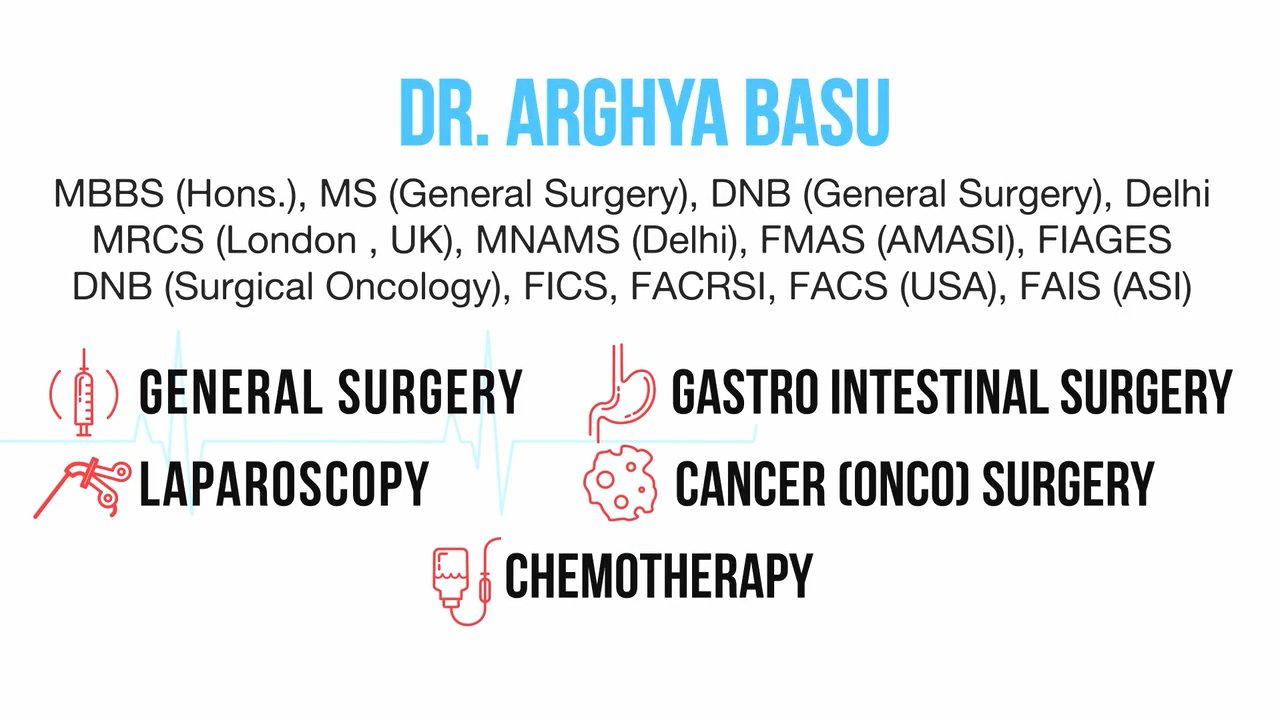 DR. ARGHYA BASU
MBBS (Hons.), MS (General Surgery), DNB (General Surgery), Delhi
MRCS (London , UK), MNAMS (Delhi), FMAS (AMASI), FIAGES
DNB (Surgical Oncology), FICS, FACRSI, FACS (USA), FAIS (ASI)
GENERAL SURGERY
GASTRO INTESTINAL SURGERY
LAPAROSCOPY
CANCER (ONCO) SURGERY
CHEMOTHERAPY